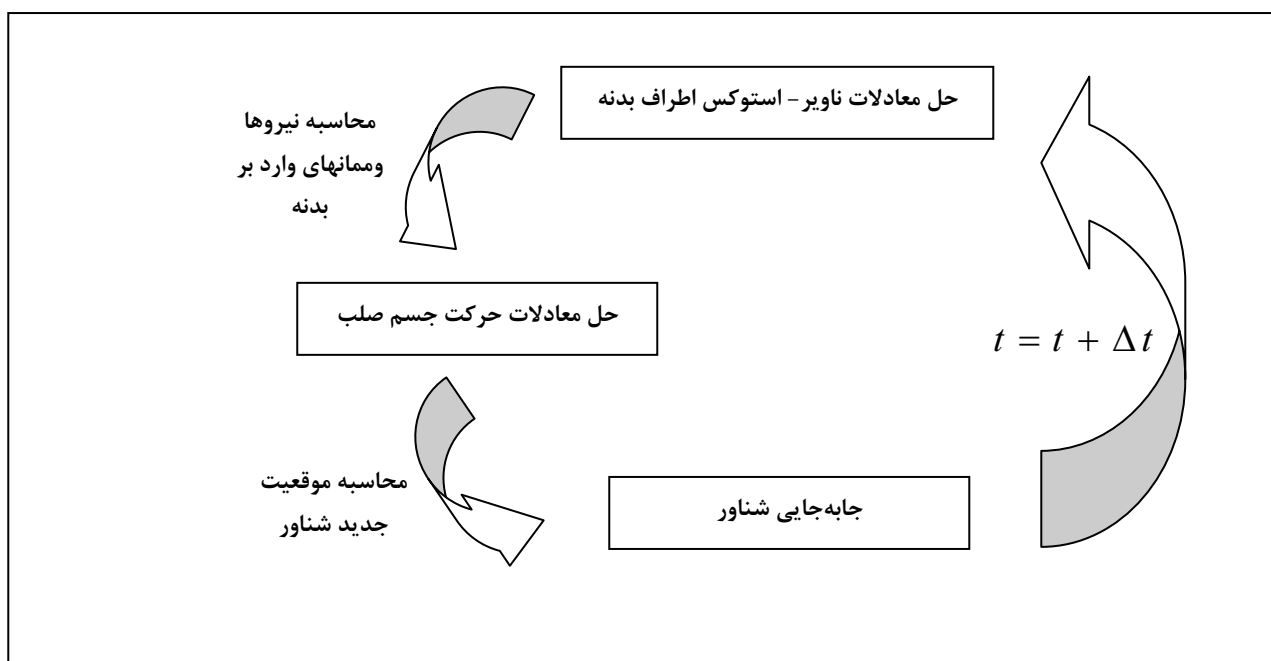 حل معادلات ناویر – استوکس اطراف بدنه
محاسبه نیروها
وممانهای وارد بر
بدنه
حل معادلات حرکت جسم صلب
t = t + Δt
محاسبه موقعیت
جدید شناور
جابه‌جایی شناور